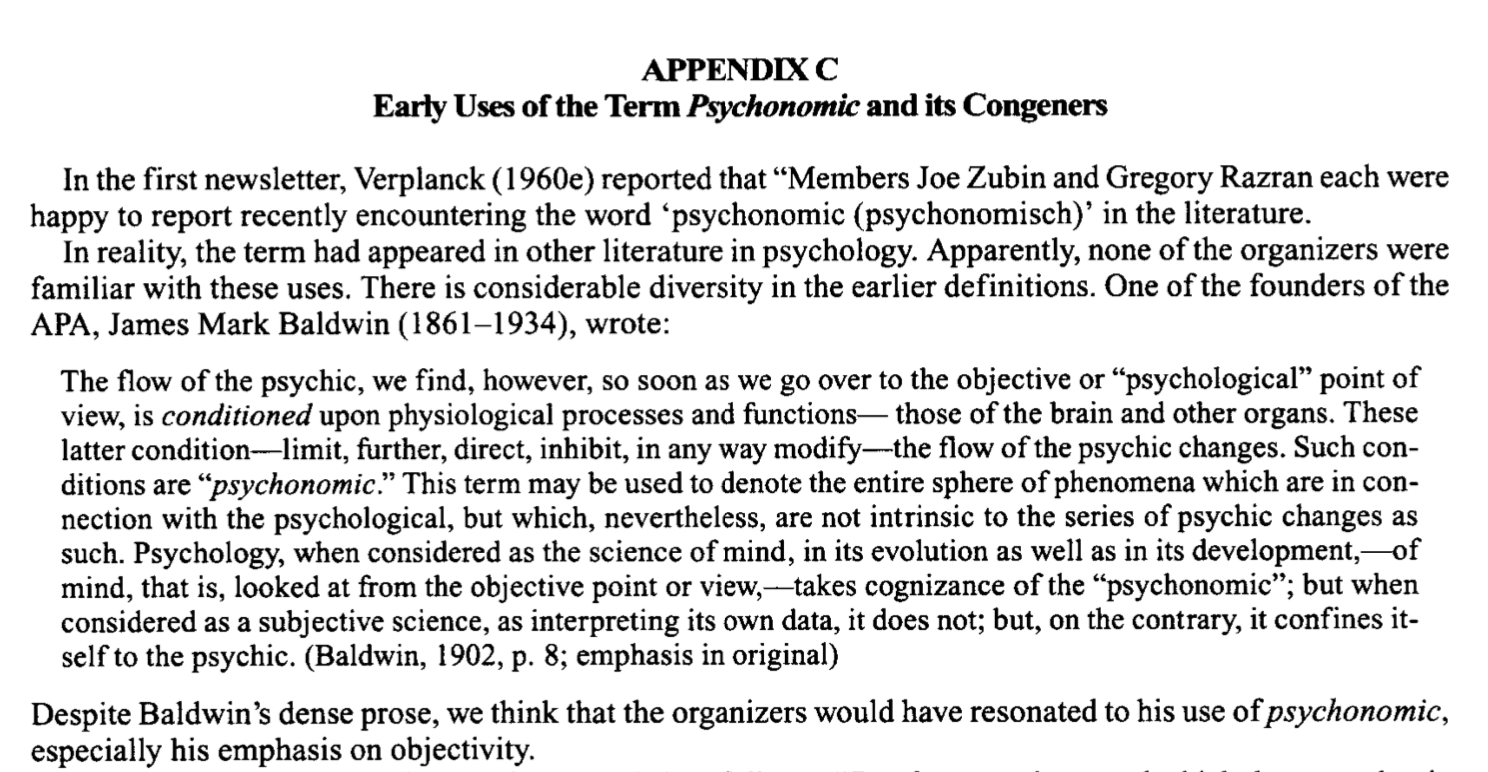 APPENDIX C
Early Uses of the Term Psychonomic and its Congeners
In the first newsletter, Verplanck (1960e) reported that “Members Joe Zubin and Gregory Razran each were
happy to report recently encountering the word ‘psychonomic (psychonomisch)’ in the literature.
In reality, the term had appeared in other literature in psychology. Apparently, none of the organizers were
familiar with these uses. There is considerable diversity in the earlier definitions. One of the founders of the
APA, James Mark Baldwin (1861–1934), wrote:
The flow of the psychic, we find, however, so soon as we go over to the objective or “psychological” point of
view, is conditioned upon physiological processes and functions— those of the brain and other organs. These
latter condition—limit, further, direct, inhibit, in any way modify—the flow of the psychic changes. Such con-
ditions are “psychonomic.” This term may be used to denote the entire sphere of phenomena which are in con-
nection with the psychological, but which, nevertheless, are not intrinsic to the series of psychic changes as
such. Psychology, when considered as the science of mind, in its evolution as well as in its development,—of
mind, that is, looked at from the objective point or view,—takes cognizance of the “psychonomic”; but when
considered as a subjective science, as interpreting its own data, it does not; but, on the contrary, it confines it-
self to the psychic. (Baldwin, 1902, p. 8; emphasis in original)
Despite Baldwin’s dense prose, we think that the organizers would have resonated to his use of psychonomic,
especially his emphasis on objectivity.